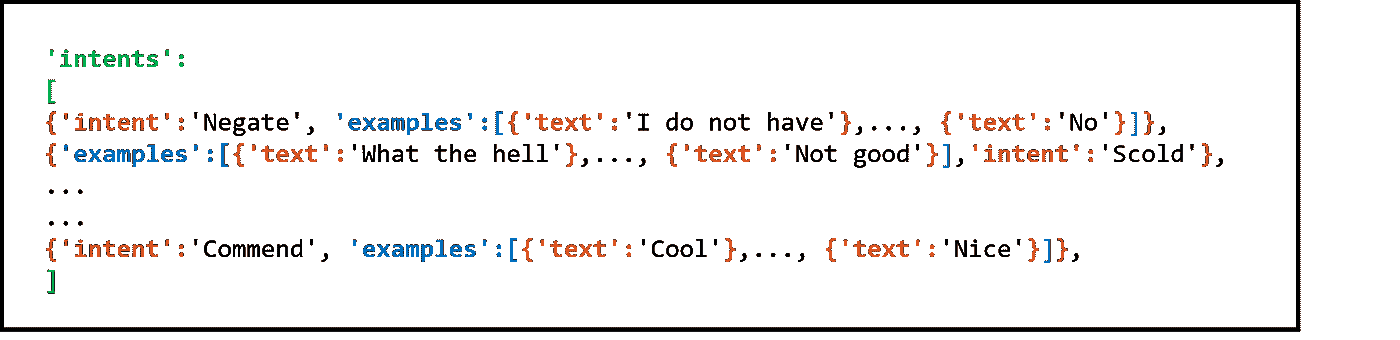 'intents':
[
{'intent':'Negate', 'examples':[{'text':'I do not have'},..., {'text':'No'}]},
{'examples':[{'text':'What the hell'},..., {'text':'Not good'}],'intent':'Scold'},
...
...
{'intent':'Commend', 'examples':[{'text':'Cool'},..., {'text':'Nice'}]},
]